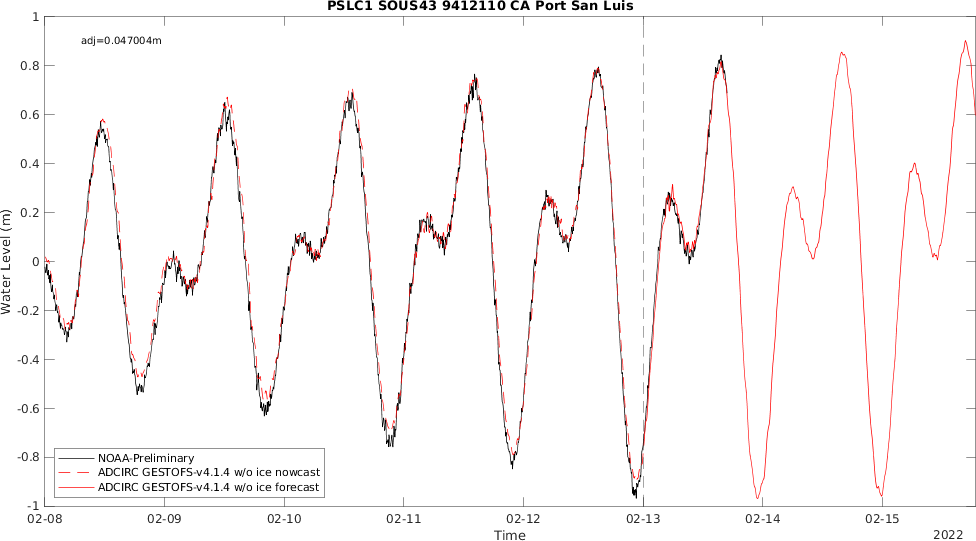 PSLC1 SOUS43 9412110 CA Port San Luis
adj=0.047004m
1
0.8
0.6
0.4
0.2
0
-0.2
-0.4
-0.6
-0.8
-1
Water Level (m)
NOAA-Preliminary
ADCIRC GESTOFS-v4.1.4 w/o ice nowcast
ADCIRC GESTOFS-v4.1.4 w/o ice forecast
02-08 02-09 02-10 02-11 02-12 02-13 02-14 02-15
Time
2022